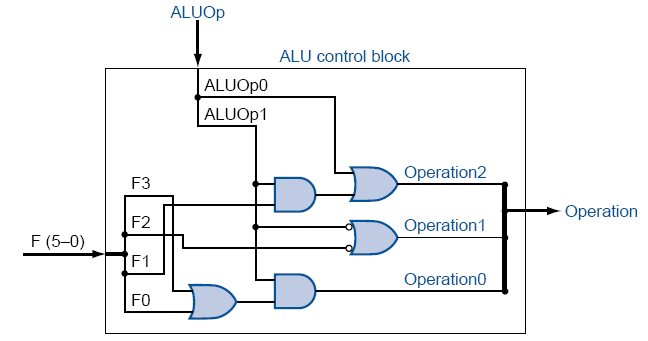 ALUOp
ALU control block
ALUOp0
ALUOp1
F3
Operation2
F2
Operation1
Operation
F (5–0)
F1
Operation0
F0